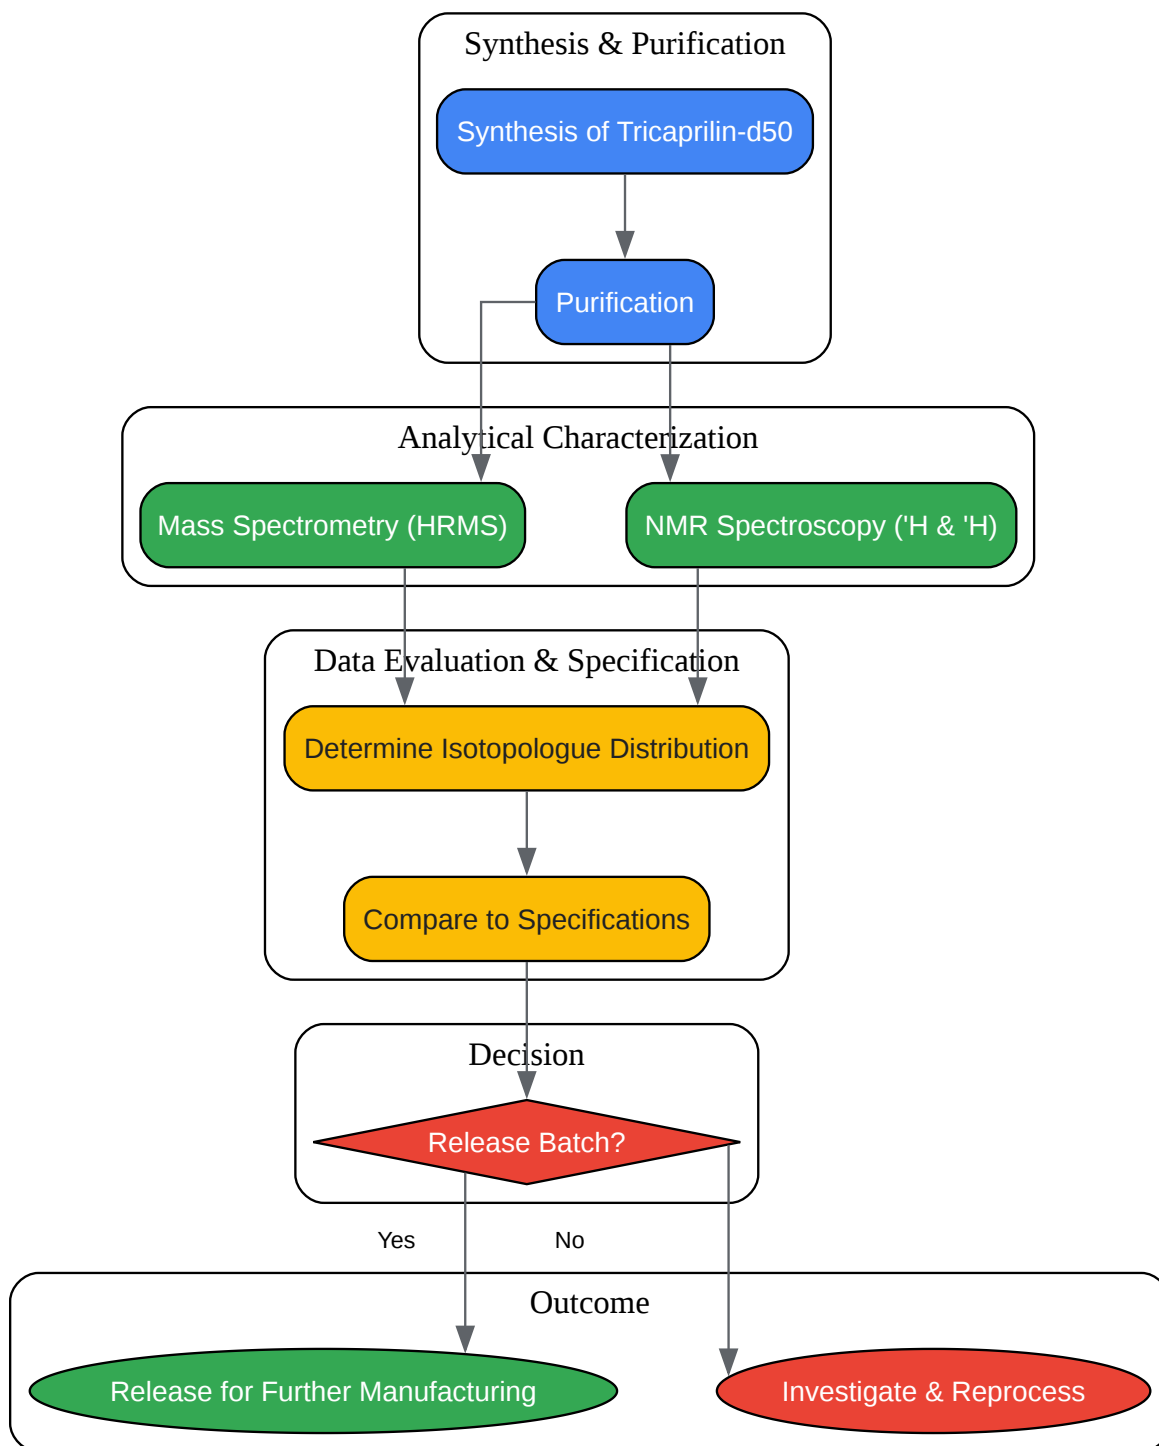 Synthesis & Purification
Synthesis of Tricaprilin-d50
Purification
Analytical Characterization
Mass Spectrometry (HRMS)
NMR Spectroscopy ('H & 'H)
Data Evaluation & Specification
Determine Isotopologue Distribution
Compare to Specifications
Decision
Release Batch?
Yes
No
Outcome
Release for Further Manufacturing
Investigate & Reprocess